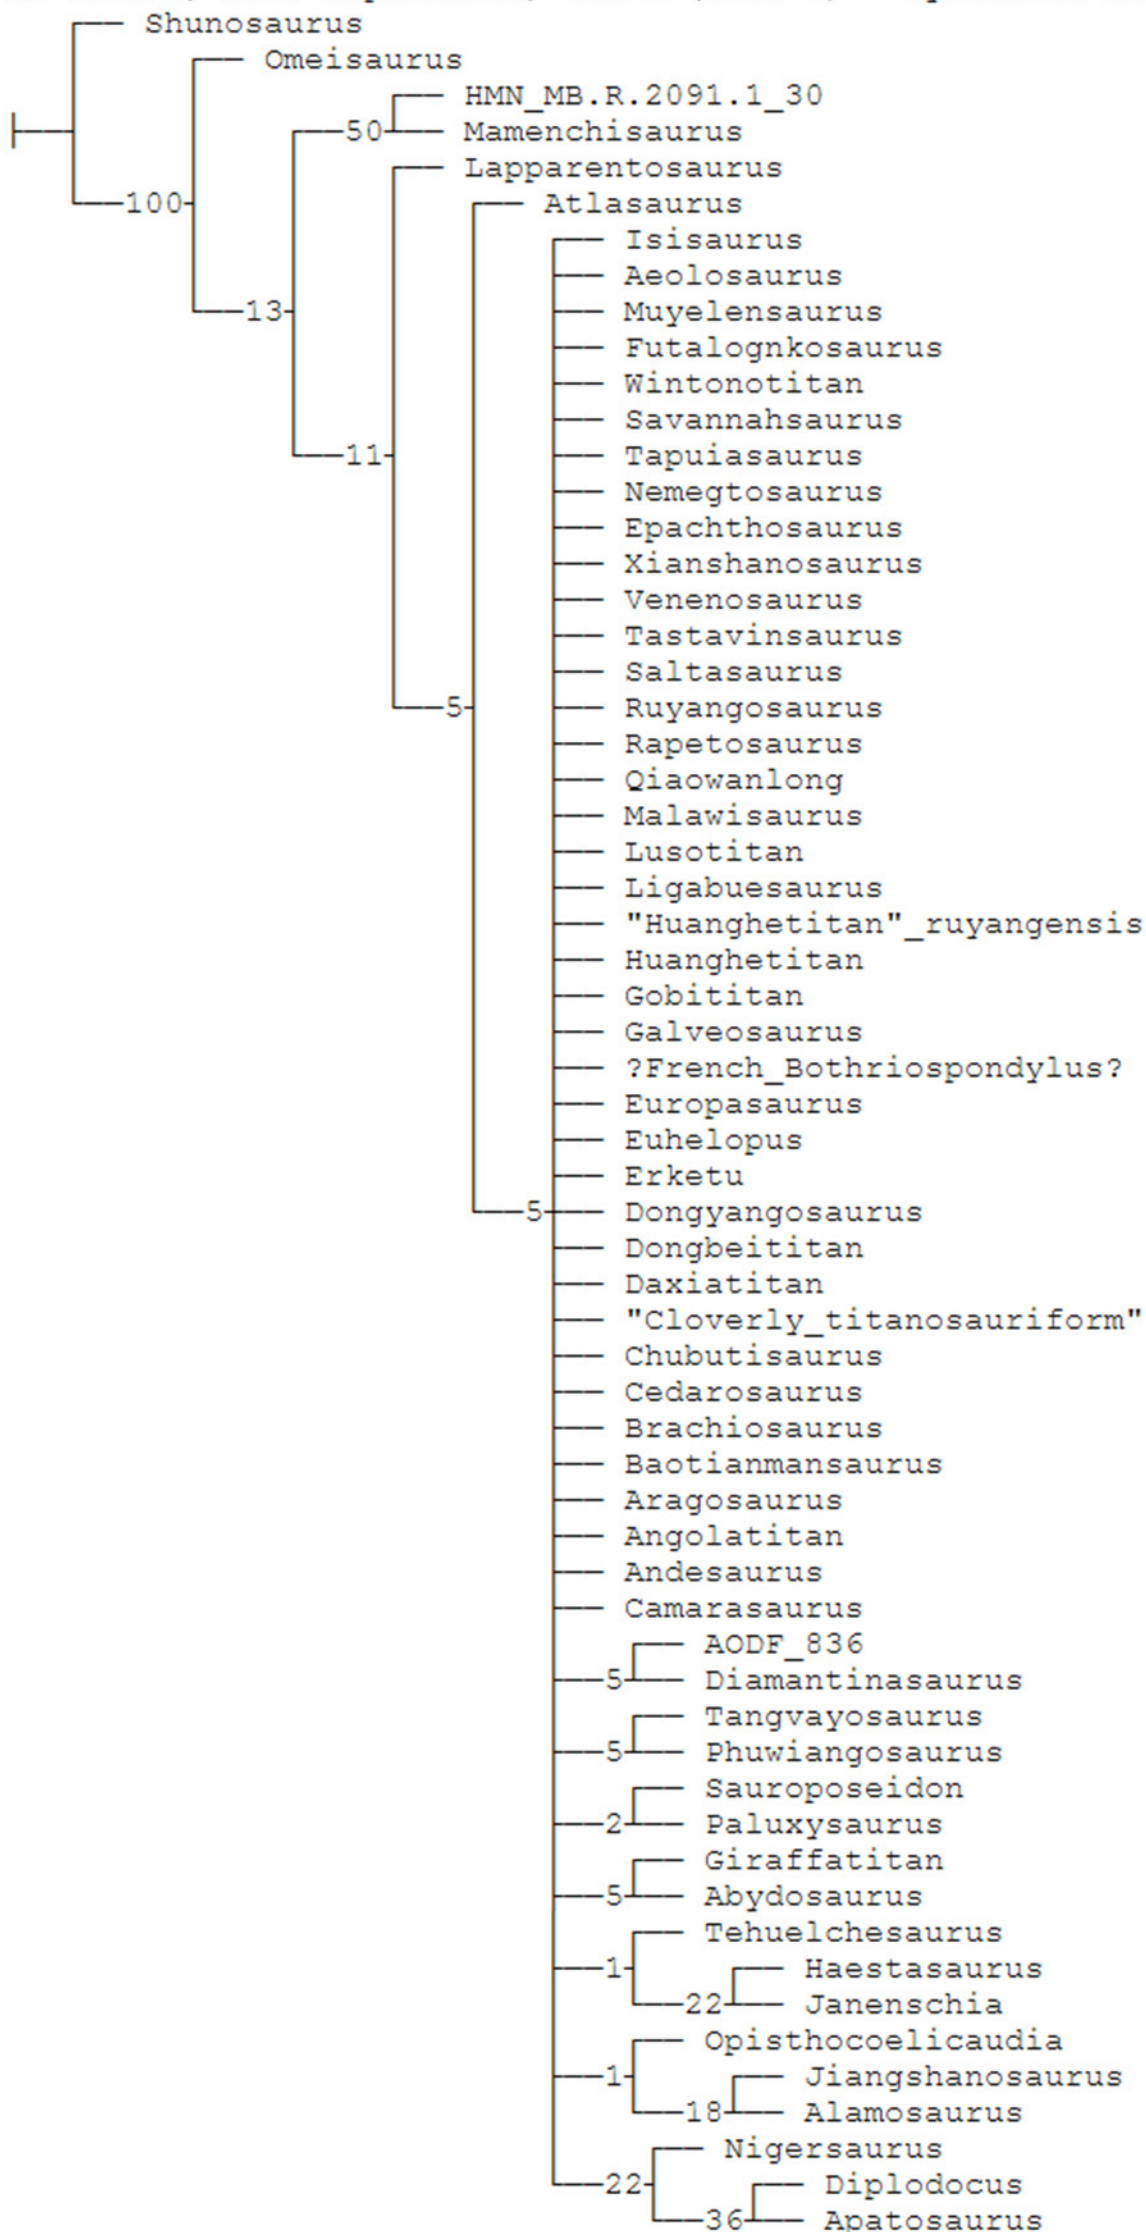 Shunosaurus
Omeisaurus
HMN_MB.R.2091.1_30
50 Mamenchisaurus
Lapparentosaurus
100 Atlasaurus
Isisaurus
Aeolosaurus
13 Muyelensaurus
Futalognkosaurus
Wintonotitan
Savannahsaurus
11 Tapuiasaurus
Nemegtosaurus
Epachthosaurus
Xianshanosaurus
Venenosaurus
Tastavinsaurus
Saltasaurus
5 Ruyangosaurus
Rapetosaurus
Qiaowanlong
Malawisaurus
Lusotitan
Ligabuesaurus
"Huanghetitan"_ruyangensis
Huanghetitan
Gobititan
Galveosaurus
?French_Bothriospondylus?
Europasaurus
Euhelopus
Erketu
5 Dongyangosaurus
Dongbeititan
Daxiatitan
"Cloverly_titanosauriform"
Chubutisaurus
Cedarosaurus
Brachiosaurus
Baotianmansaurus
Aragosaurus
Angolatitan
Andesaurus
Camarasaurus
AODF_836
5 Diamantinasaurus
Tangvayosaurus
5 Phuwiangosaurus
Sauroposeidon
2 Paluxysaurus
Giraffatitan
5 Abydosaurus
Tehuelchesaurus
1 Haestasaurus
22 Janenschia
Opisthocoelicaudia
1 Jiangshanosaurus
18 Alamosaurus
Nigersaurus
22 Diplodocus
36 Apatosaurus